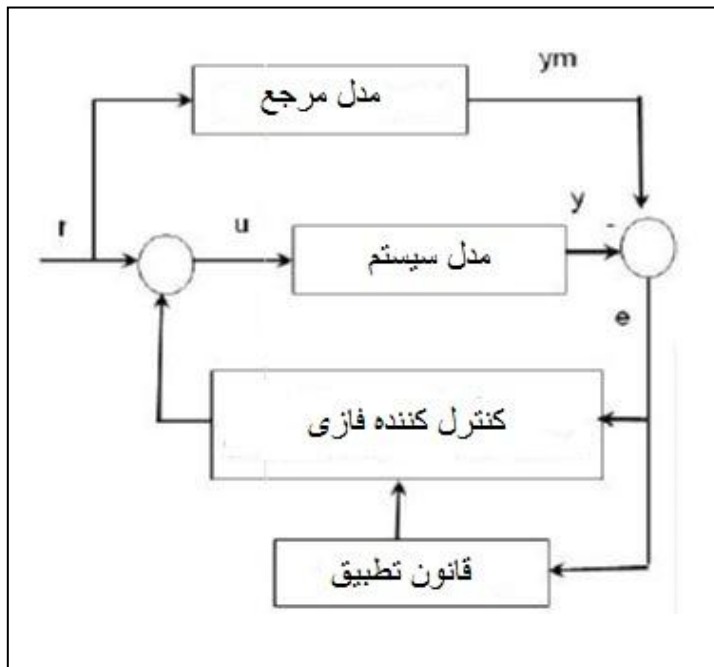 ym
مدل مرجع
y
r
u
-
مدل سیستم
e
کنترل کننده فازی
قانون تطبیق